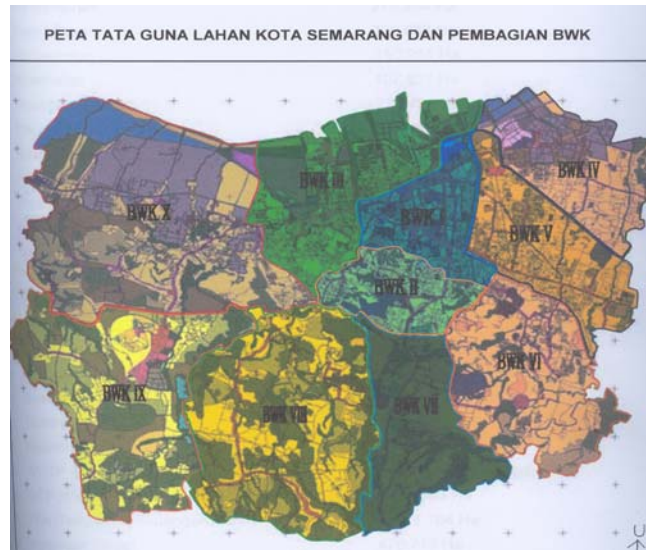 PETA TATA GUNA LAHAN KOTA SEMARANG DAN PEMBAGIAN BWK
BWK III
BWK IV
BWK X
BWK I
BWK V
BWK II
BWK VI
BWK IX
BWK VIII
BWK VII
U